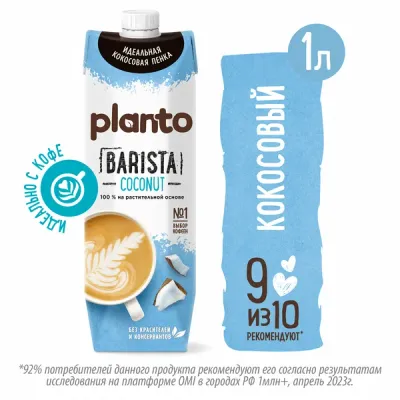 ИДЕАЛЬНАЯ
КОКОСОВАЯ ПЕНКА
planto
BARISTA
COCONUT
100 % на растительной основе
№1
ВЫБОР
КОФЕЕН
БЕЗ КРАСИТЕЛЕЙ
И КОНСЕРВАНТОВ
ИДЕАЛЬНО С КОФЕ
1л
КОКОСОВЫЙ
9
ИЗ 10
РЕКОМЕНДУЮТ*
*92% потребителей данного продукта рекомендуют его согласно результатам
исследования на платформе OMI в городах РФ 1млн+, апрель 2023г.